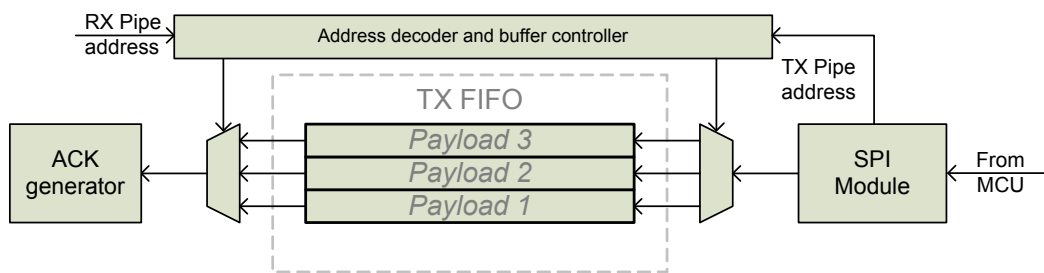 RX Pipe
address
Address decoder and buffer controller
TX Pipe
address
TX FIFO
Payload 3
Payload 2
Payload 1
ACK
generator
SPI
Module
From
MCU